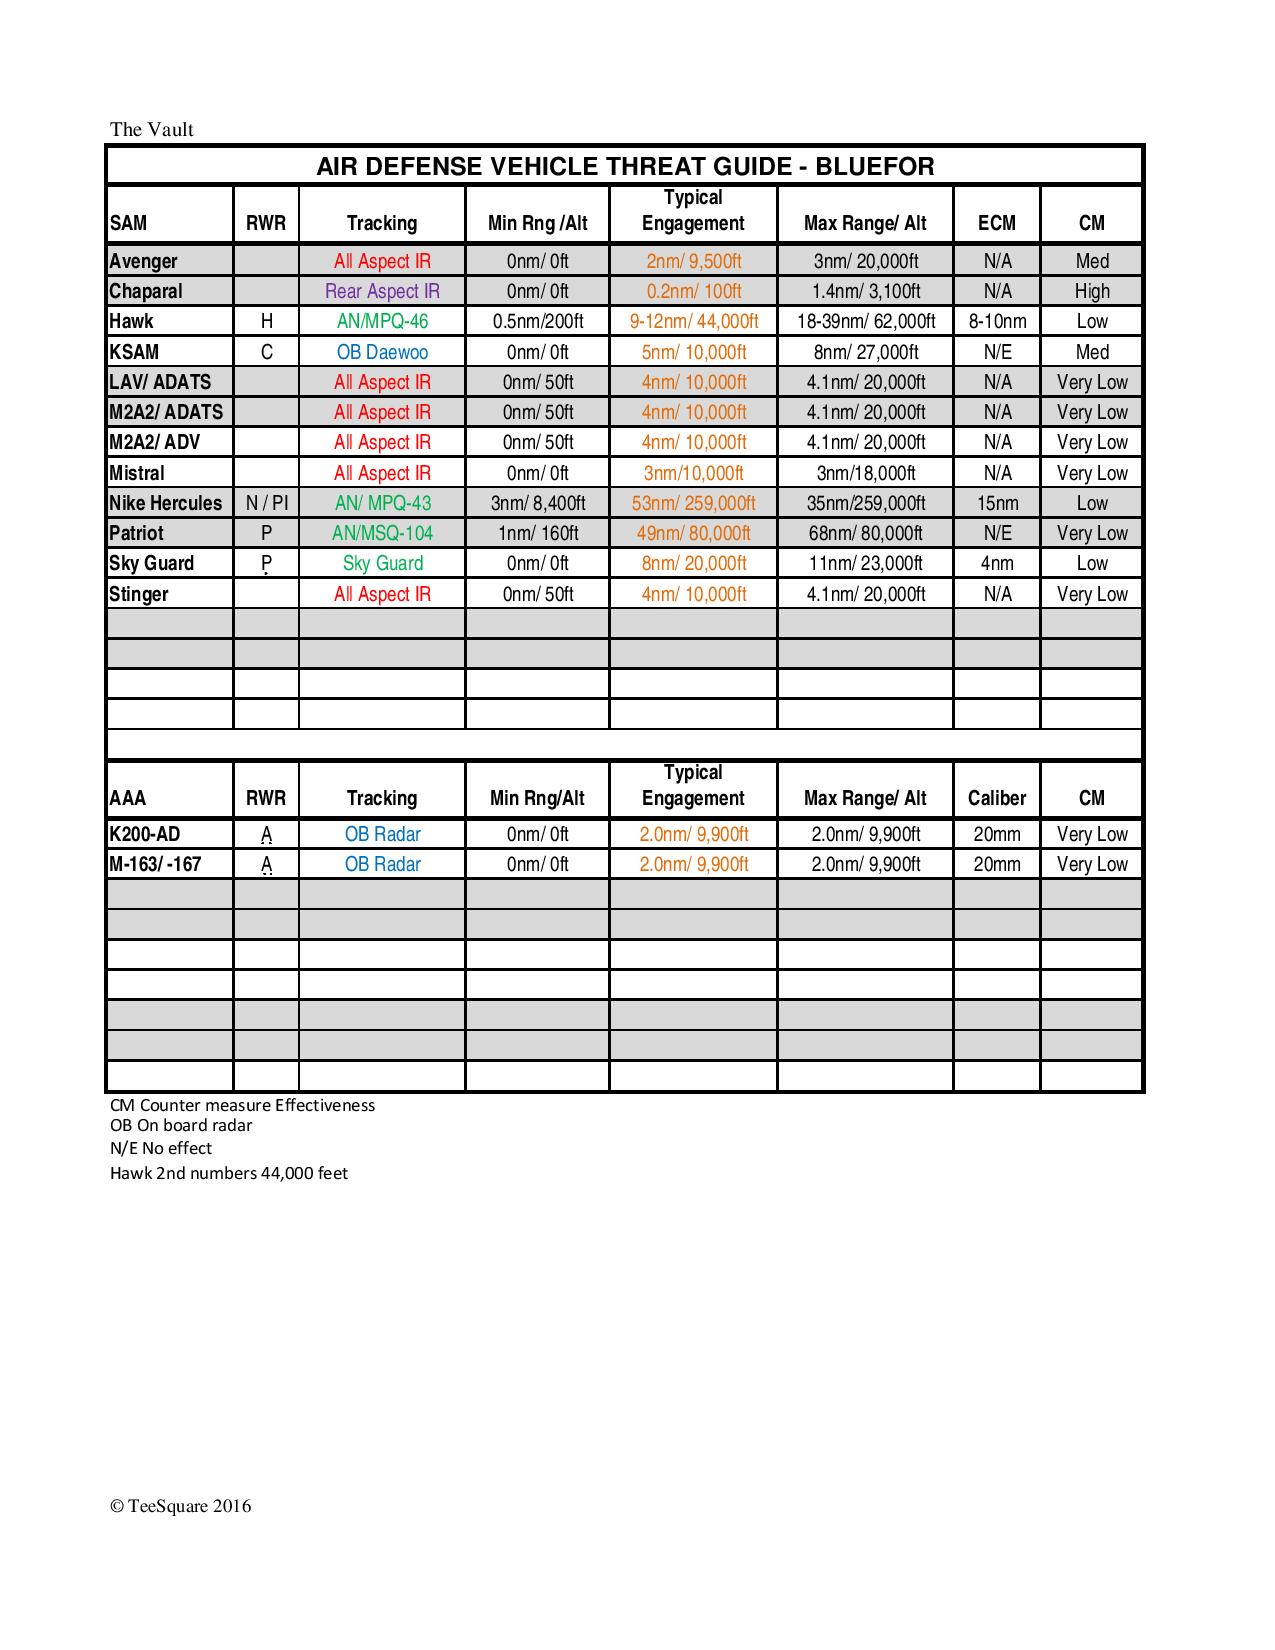 The Vault
AIR DEFENSE VEHICLE THREAT GUIDE - BLUEFOR
SAM RWR Tracking Min Rng /Alt Typical Engagement Max Range/ Alt ECM CM
Avenger All Aspect IR 0nm/ 0ft 2nm/ 9,500ft 3nm/ 20,000ft N/A Med
Chaparal Rear Aspect IR 0nm/ 0ft 0.2nm/ 100ft 1.4nm/ 3,100ft N/A High
Hawk H AN/MPQ-46 0.5nm/200ft 9-12nm/ 44,000ft 18-39nm/ 62,000ft 8-10nm Low
KSAM C OB Daewoo 0nm/ 0ft 5nm/ 10,000ft 8nm/ 27,000ft N/E Med
LAV/ ADATS All Aspect IR 0nm/ 50ft 4nm/ 10,000ft 4.1nm/ 20,000ft N/A Very Low
M2A2/ ADATS All Aspect IR 0nm/ 50ft 4nm/ 10,000ft 4.1nm/ 20,000ft N/A Very Low
M2A2/ ADV All Aspect IR 0nm/ 50ft 4nm/ 10,000ft 4.1nm/ 20,000ft N/A Very Low
Mistral All Aspect IR 0nm/ 0ft 3nm/10,000ft 3nm/18,000ft N/A Very Low
Nike Hercules N / PI AN/ MPQ-43 3nm/ 8,400ft 53nm/ 259,000ft 35nm/259,000ft 15nm Low
Patriot P AN/MSQ-104 1nm/ 160ft 49nm/ 80,000ft 68nm/ 80,000ft N/E Very Low
Sky Guard P Sky Guard 0nm/ 0ft 8nm/ 20,000ft 11nm/ 23,000ft 4nm Low
Stinger All Aspect IR 0nm/ 50ft 4nm/ 10,000ft 4.1nm/ 20,000ft N/A Very Low
AAA RWR Tracking Min Rng/Alt Typical Engagement Max Range/ Alt Caliber CM
K200-AD A OB Radar 0nm/ 0ft 2.0nm/ 9,900ft 2.0nm/ 9,900ft 20mm Very Low
M-163/ -167 A OB Radar 0nm/ 0ft 2.0nm/ 9,900ft 2.0nm/ 9,900ft 20mm Very Low
CM Counter measure Effectiveness
OB On board radar
N/E No effect
Hawk 2nd numbers 44,000 feet
© TeeSquare 2016